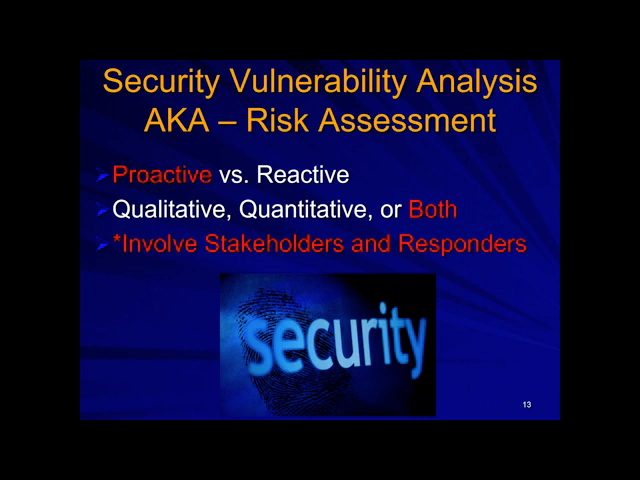 Security Vulnerability Analysis
AKA – Risk Assessment
Proactive vs. Reactive
Qualitative, Quantitative, or Both
*Involve Stakeholders and Responders
security
13